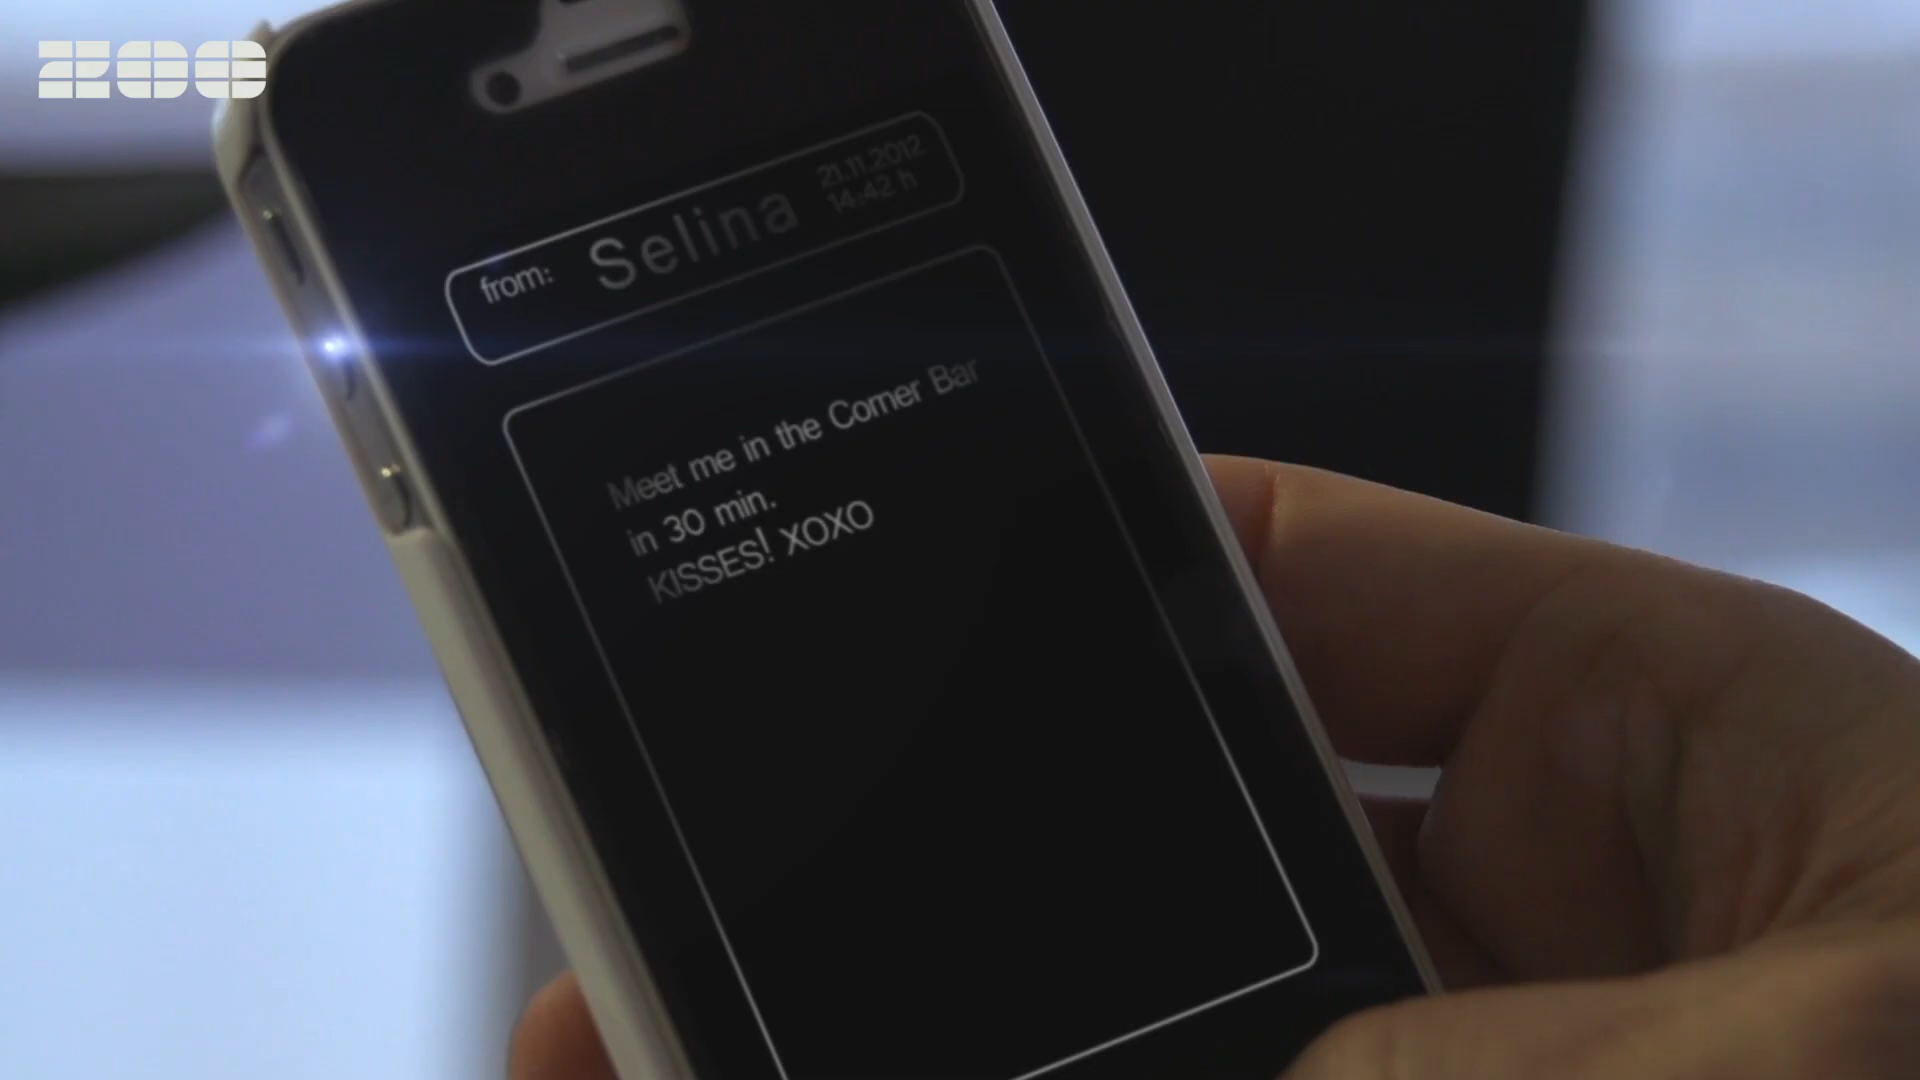 ZOO
from: Selina 21.11.2012
14:42 h
Meet me in the Corner Bar
in 30 min.
KISSES! XOXO